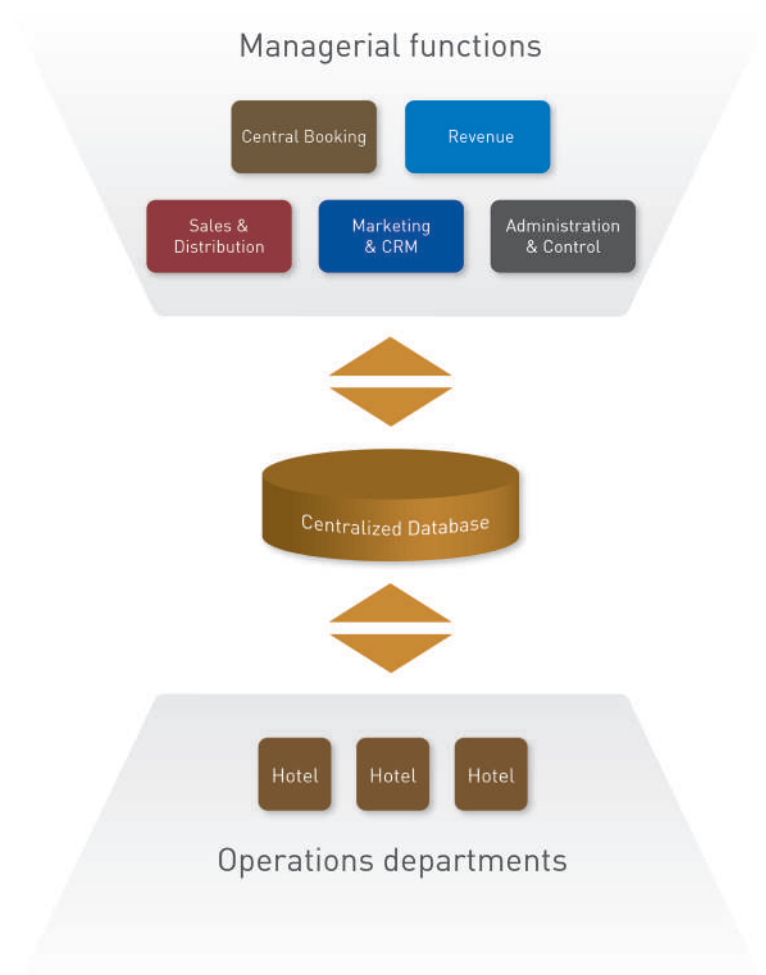 Managerial functions
Central Booking
Revenue
Sales &
Distribution
Marketing
& CRM
Administration
& Control
Centralized Database
Hotel
Hotel
Hotel
Operations departments